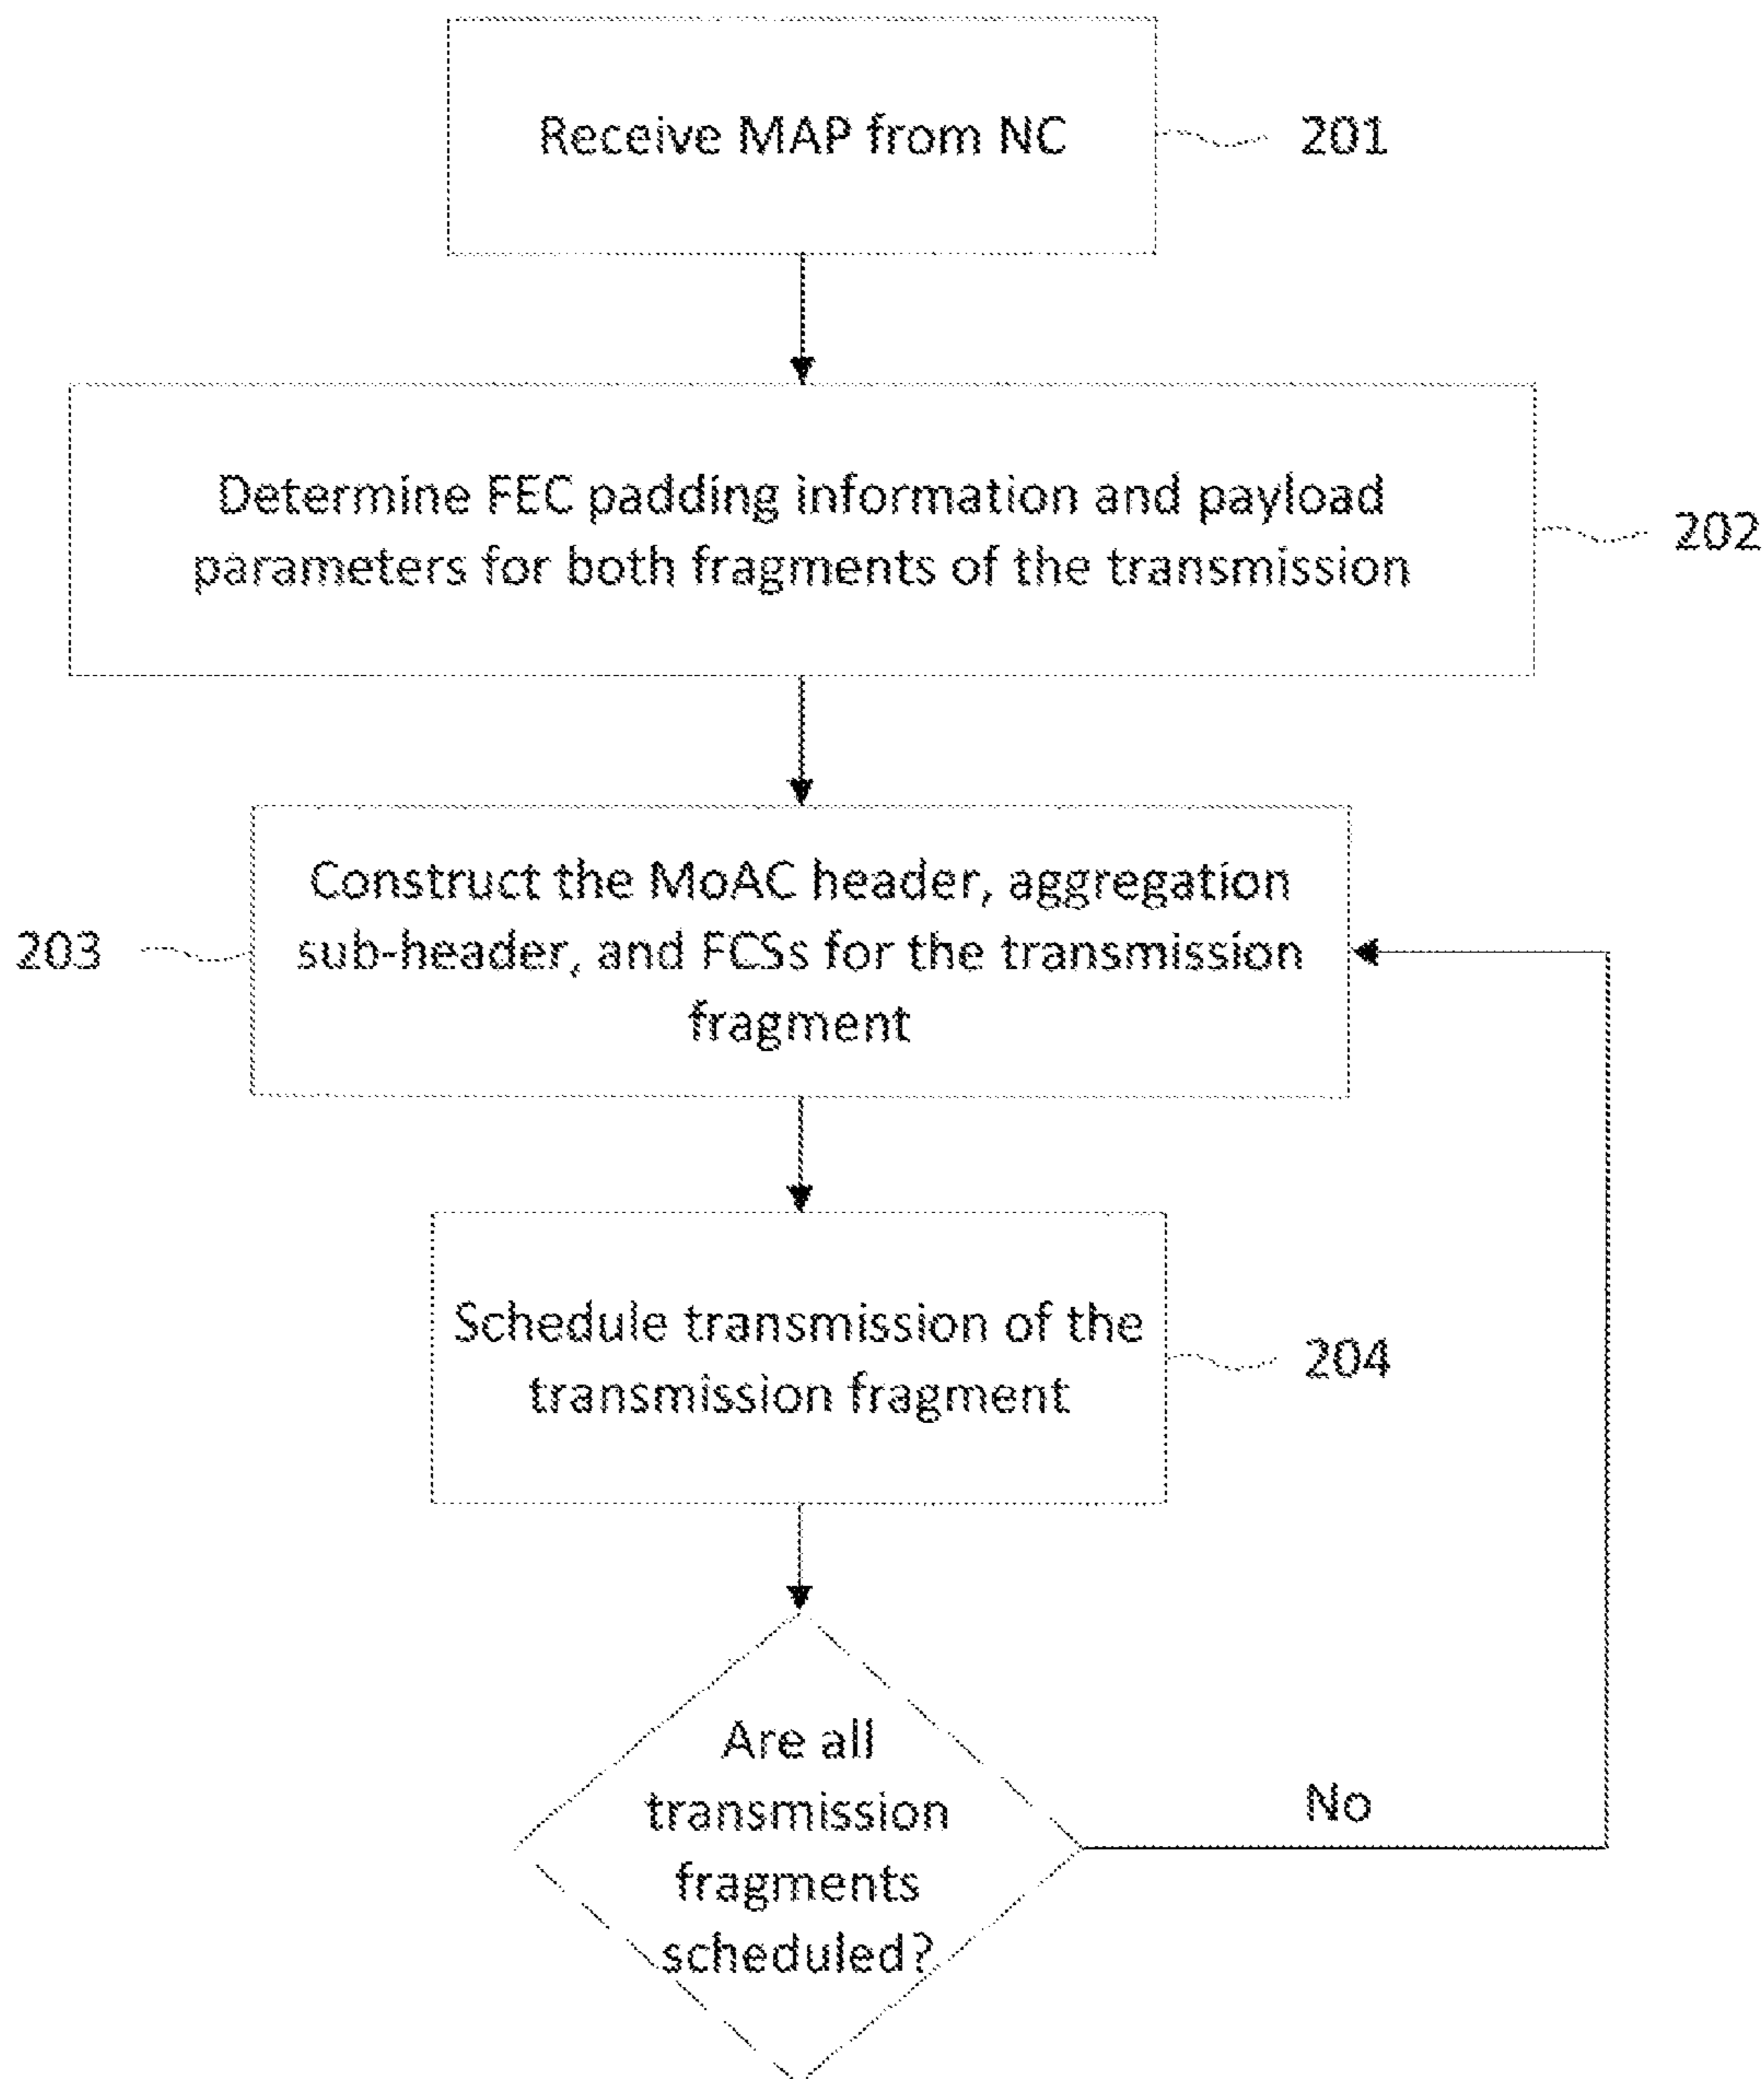 Receive MAP from NC
201
Determine FEC padding information and payload
parameters for both fragments of the transmission
202
Construct the MoAC header, aggregation
sub-header, and FCSs for the transmission
fragment
203
Schedule transmission of the
transmission fragment
204
Are all
transmission
fragments
scheduled?
No